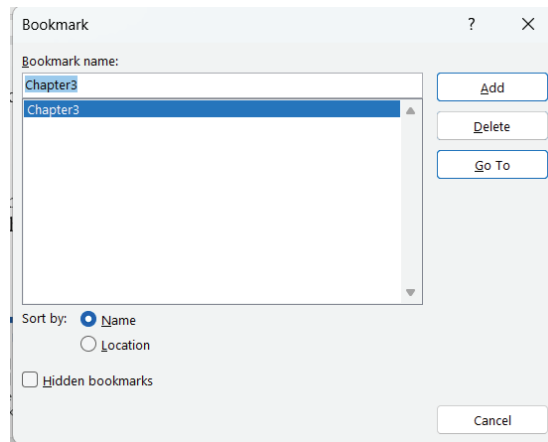 Bookmark ? ×
Bookmark name:
Chapter3
Add
Chapter3
Delete
Go To
Sort by: Name
Location
Hidden bookmarks
Cancel